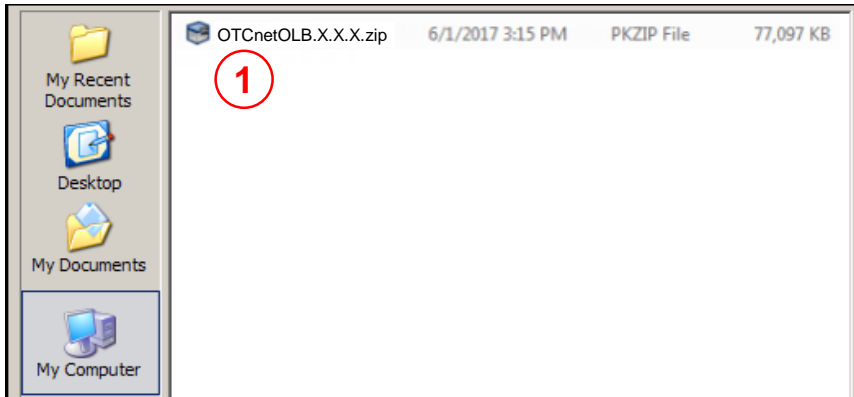 My Recent
Documents
Desktop
My Documents
My Computer
OTCnetOLB.X.X.X.zip 6/1/2017 3:15 PM PKZIP File 77,097 KB
1